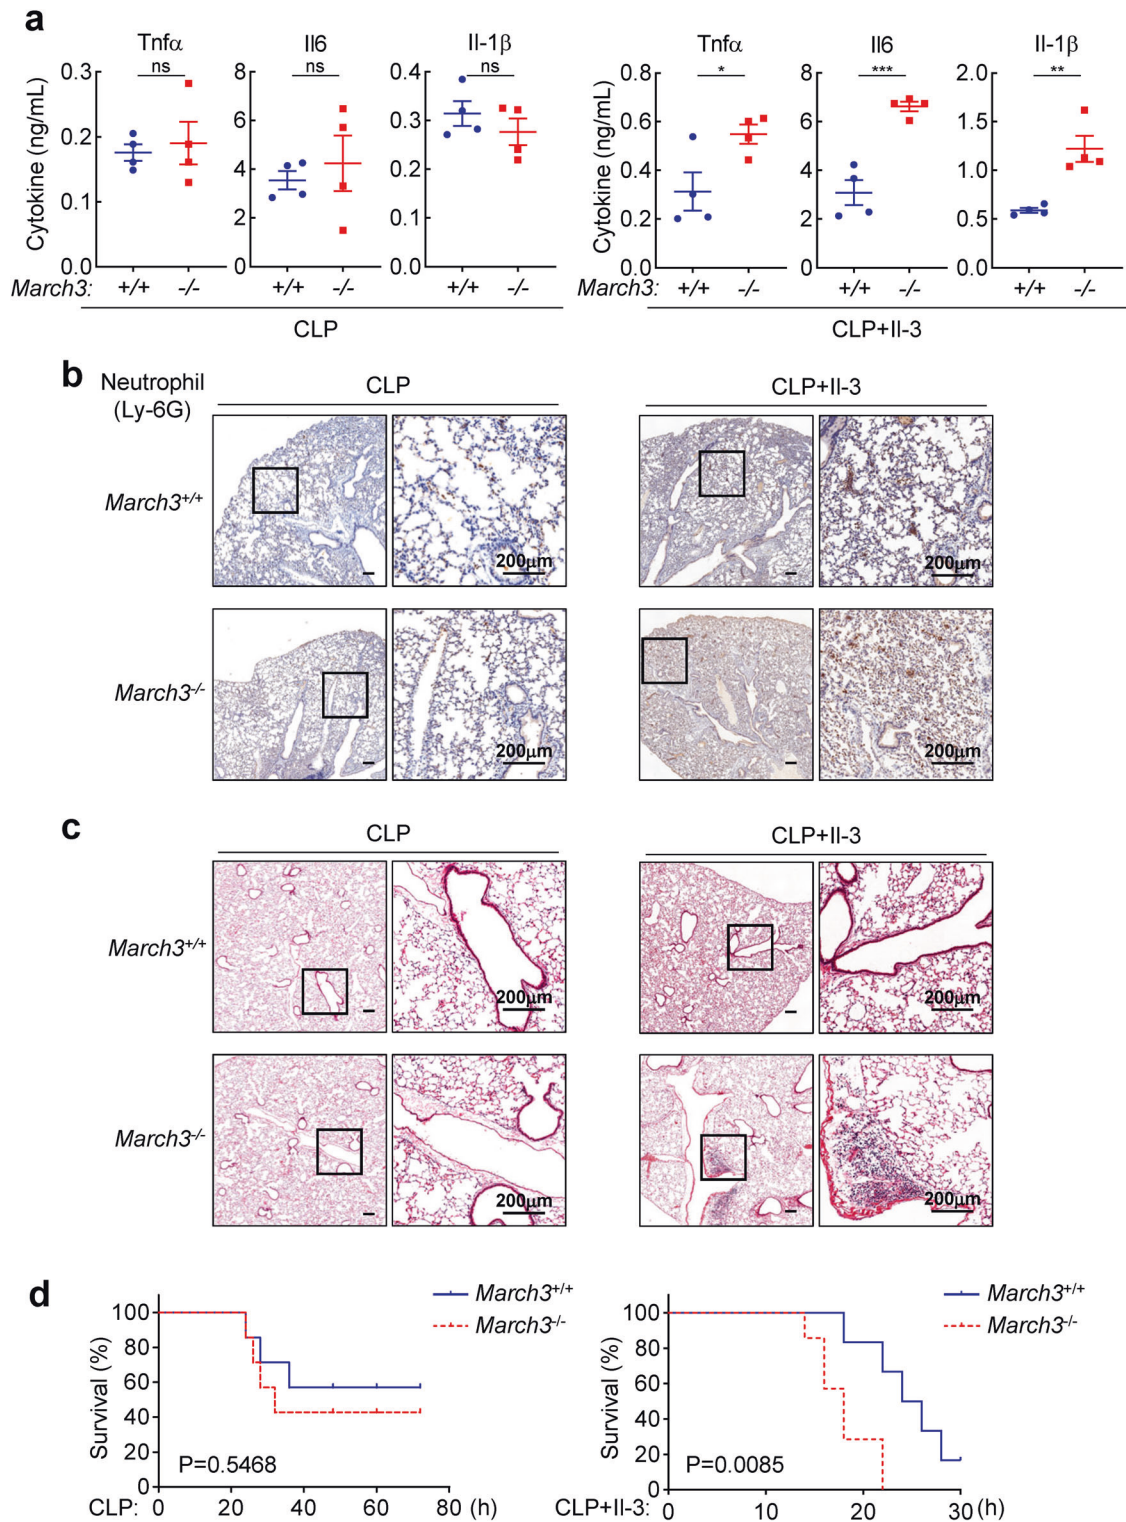 a
Tnfα Il6 Il-1β Tnfα Il6 Il-1β
ns ns ns * *** **
Cytokine (ng/mL)
0.3
0.2
0.1
0.0
8
6
4
2
0
0.4
0.3
0.2
0.1
0.0
Cytokine (ng/mL)
0.8
0.6
0.4
0.2
0.0
8
6
4
2
0
2.0
1.5
1.0
0.5
0.0
March3: +/+ -/- +/+ -/- +/+ -/-
March3: +/+ -/- +/+ -/- +/+ -/-
CLP
CLP+Il-3
b
Neutrophil
(Ly-6G)
CLP
CLP+Il-3
March3+/+
200μm
200μm
March3-/-
200μm
200μm
c
CLP
CLP+Il-3
March3+/+
200μm
200μm
March3-/-
200μm
200μm
d
Survival (%)
100
80
60
40
20
0
March3+/+
March3-/-
P=0.5468
CLP: 0 20 40 60 80 (h)
Survival (%)
100
80
60
40
20
0
March3+/+
March3-/-
P=0.0085
CLP+Il-3: 0 10 20 30 (h)